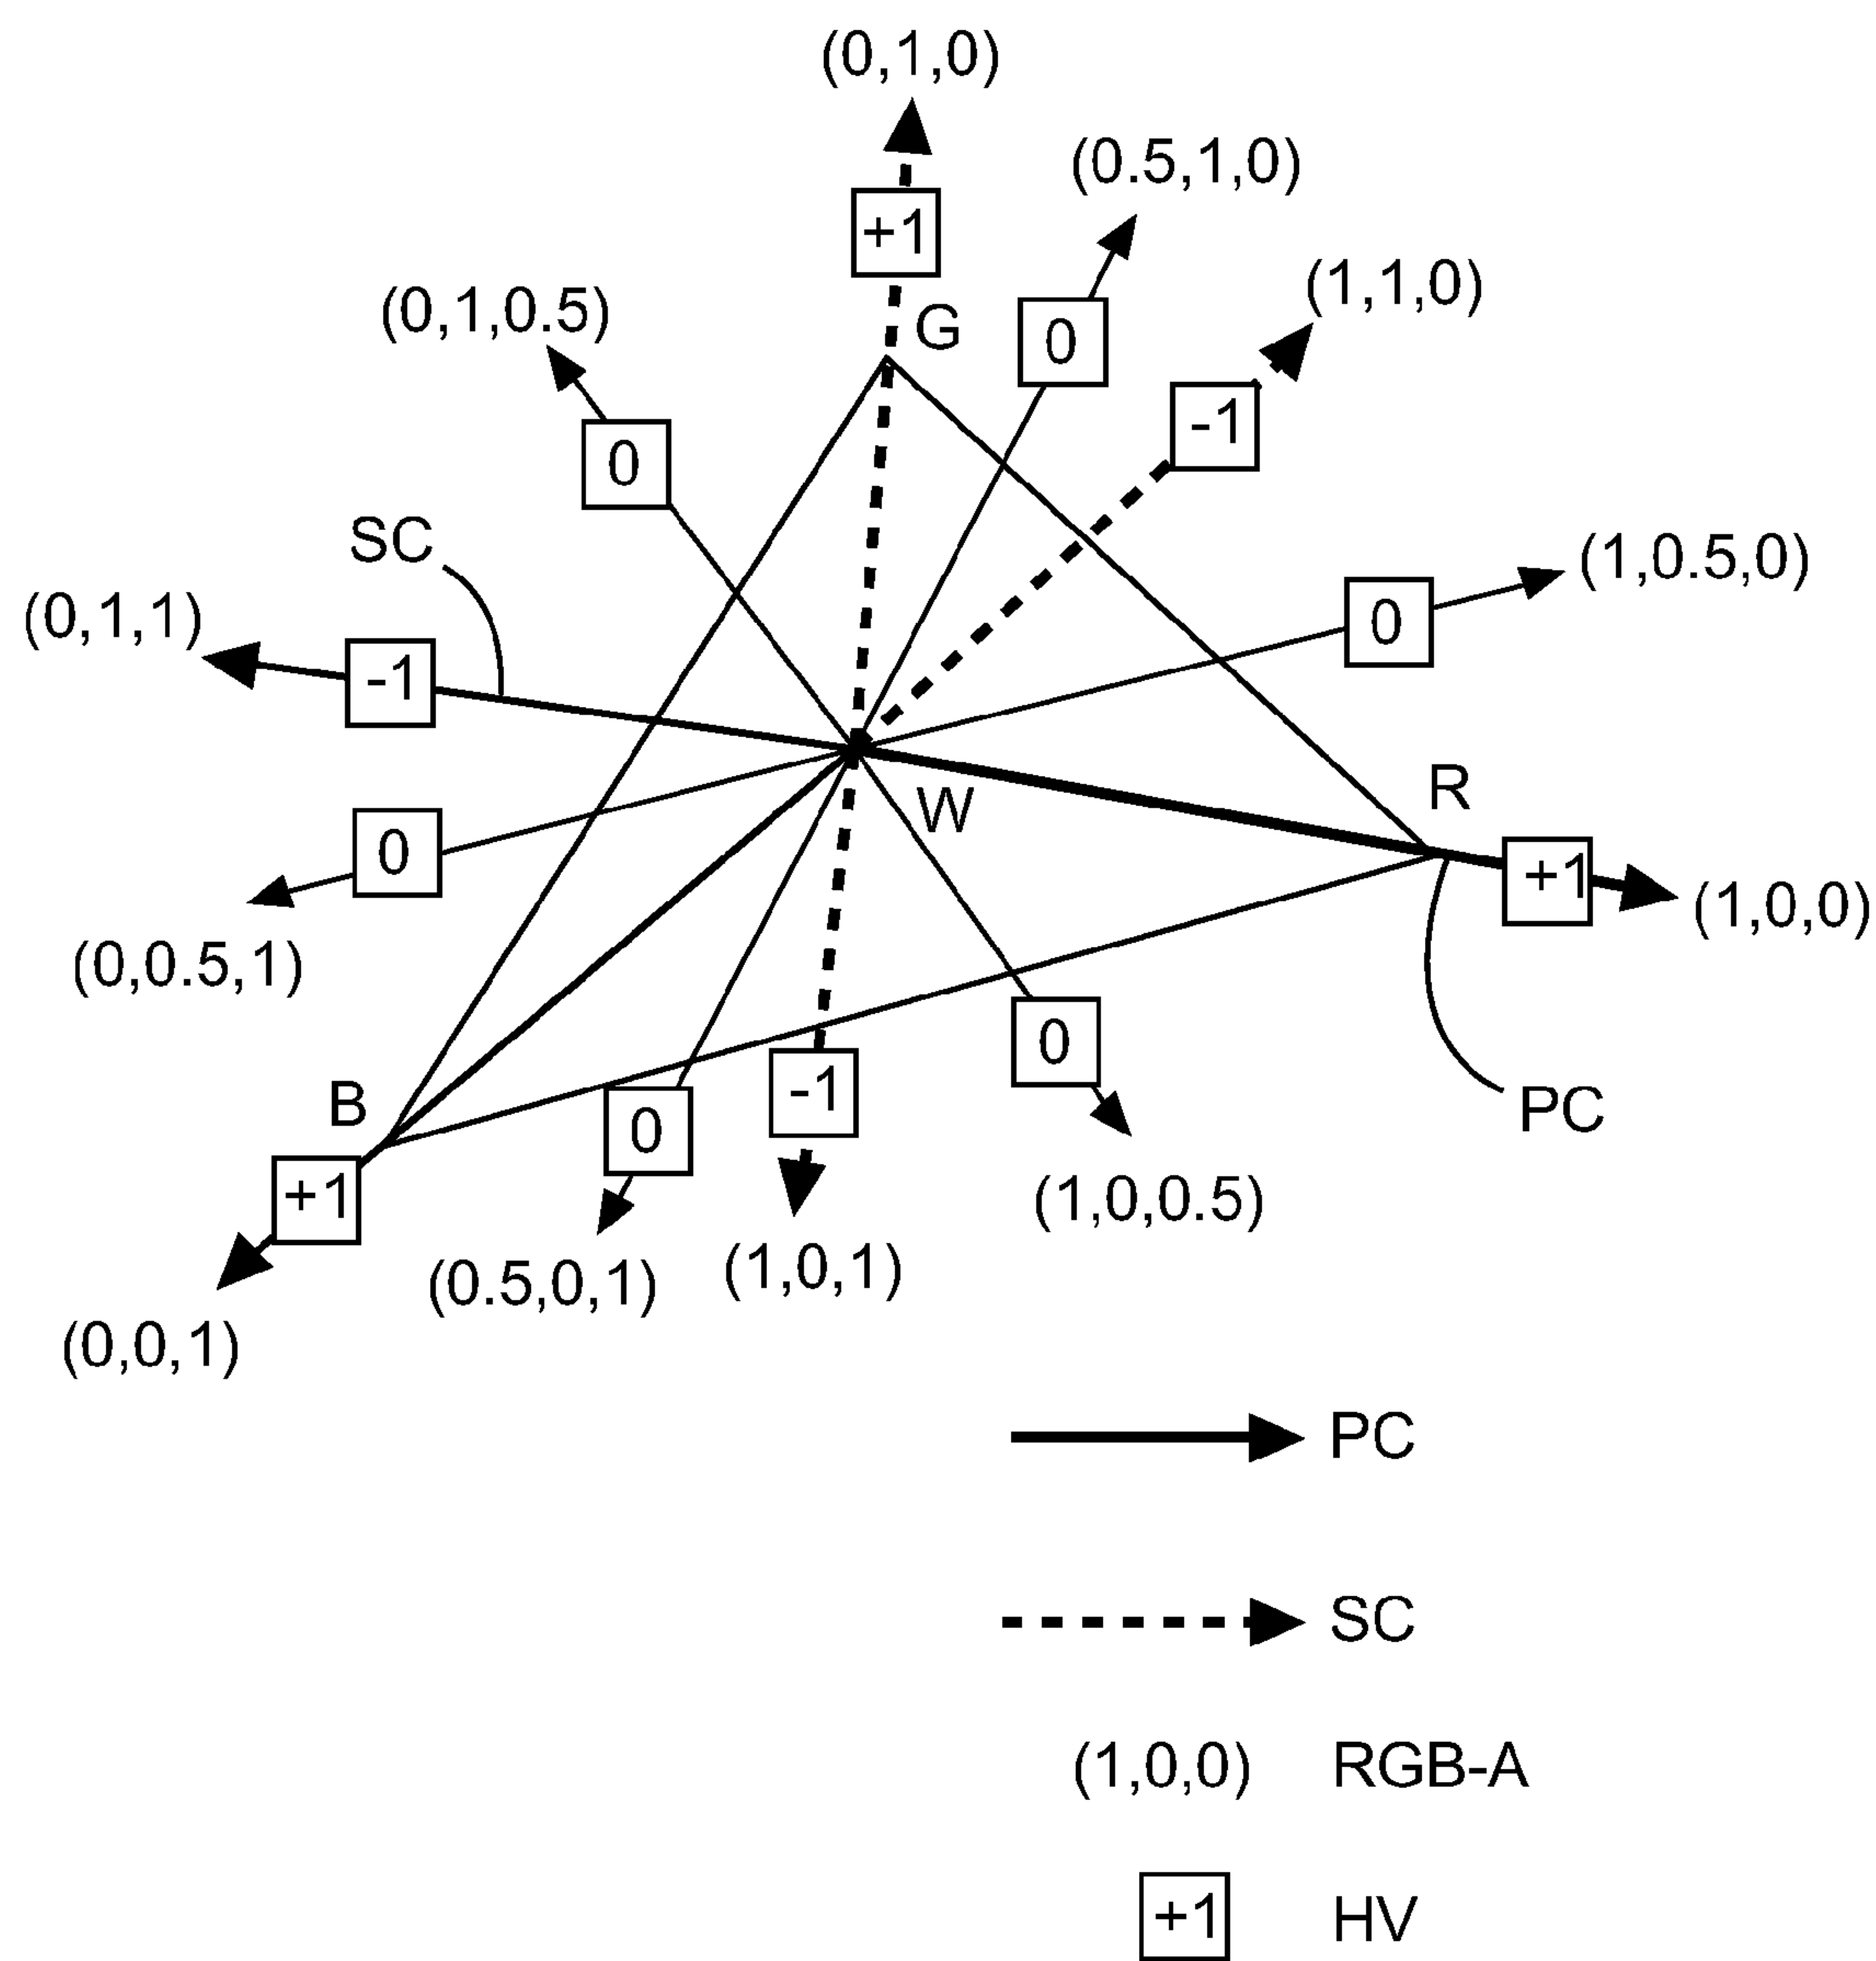 (0,1,0)
(0.5,1,0)
+1
(1,1,0)
(0,1,0.5)
G
0
-1
0
SC
(1,0.5,0)
(0,1,1)
0
-1
R
W
0
+1
(1,0,0)
(0,0.5,1)
0
B
-1
PC
0
+1
(1,0,0.5)
(1,0,1)
(0.5,0,1)
(0,0,1)
PC
SC
(1,0,0) RGB-A
+1 HV